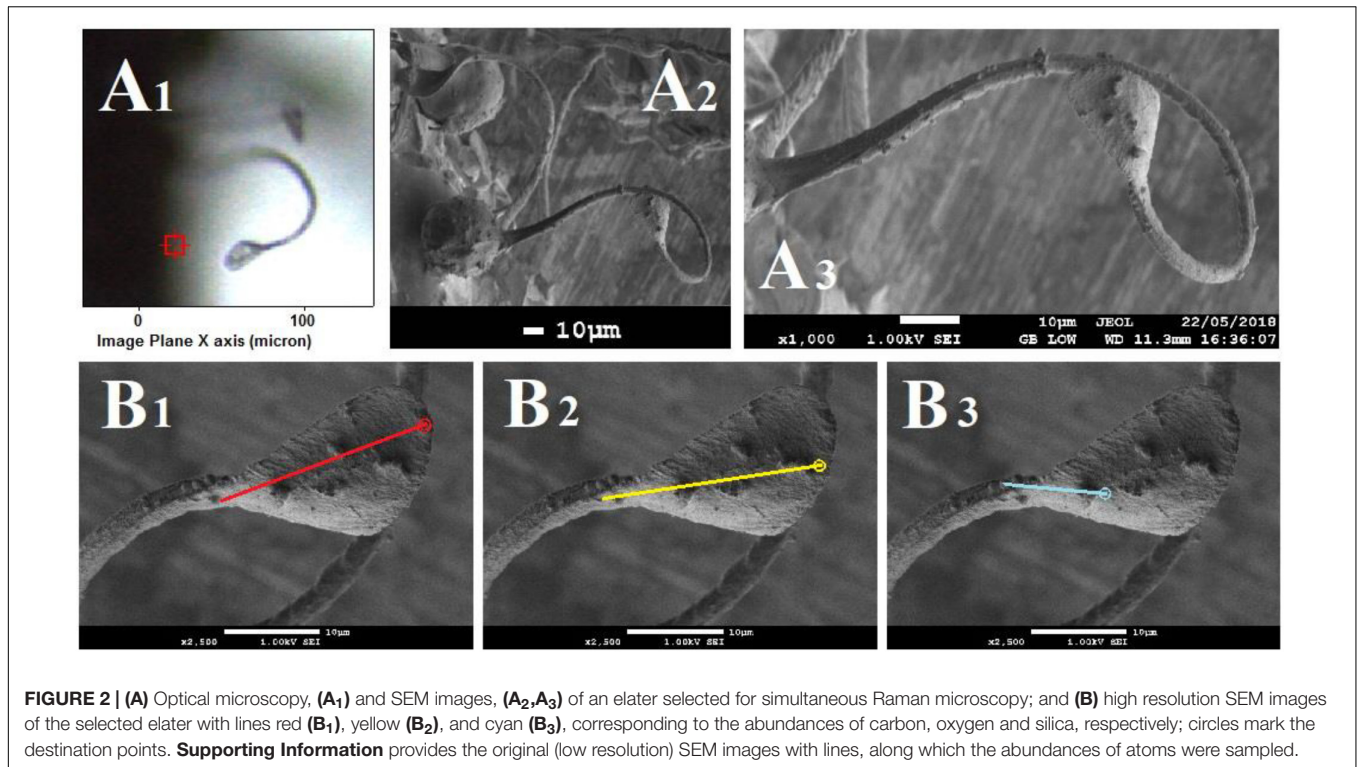 A1
0 100
Image Plane X axis (micron)
A2
10μm
A3
10μm JEOL 22/05/2018
x1,000 1.00kV SEI GB LOW WD 11.3mm 16:36:07
B1
10μm
x2,500 1.00kV SEI
B2
10μm
x2,500 1.00kV SEI
B3
10μm
x2,500 1.00kV SEI
FIGURE 2 | (A) Optical microscopy, (A1) and SEM images, (A2,A3) of an elater selected for simultaneous Raman microscopy; and (B) high resolution SEM images
of the selected elater with lines red (B1), yellow (B2), and cyan (B3), corresponding to the abundances of carbon, oxygen and silica, respectively; circles mark the
destination points. Supporting Information provides the original (low resolution) SEM images with lines, along which the abundances of atoms were sampled.